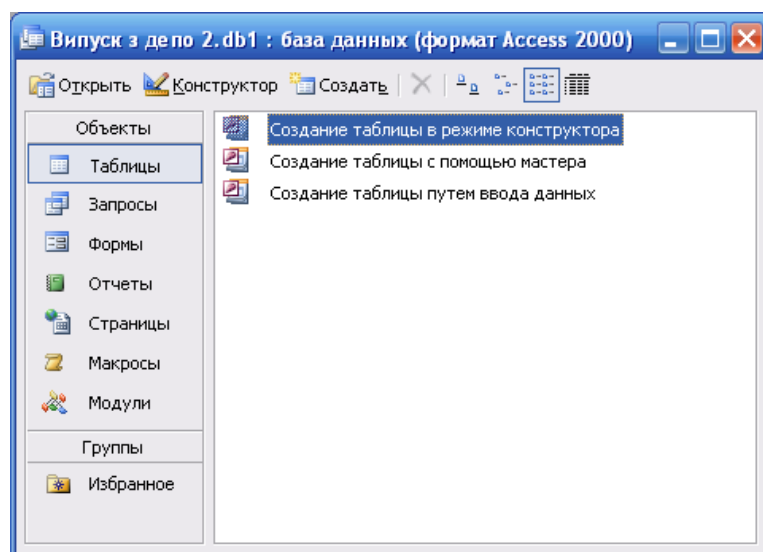 Випуск з депо 2.db1 : база данных (формат Access 2000)
Открыть Конструктор Создать
Объекты
Таблицы
Запросы
Формы
Отчеты
Страницы
Макросы
Модули
Группы
Избранное
Создание таблицы в режиме конструктора
Создание таблицы с помощью мастера
Создание таблицы путем ввода данных